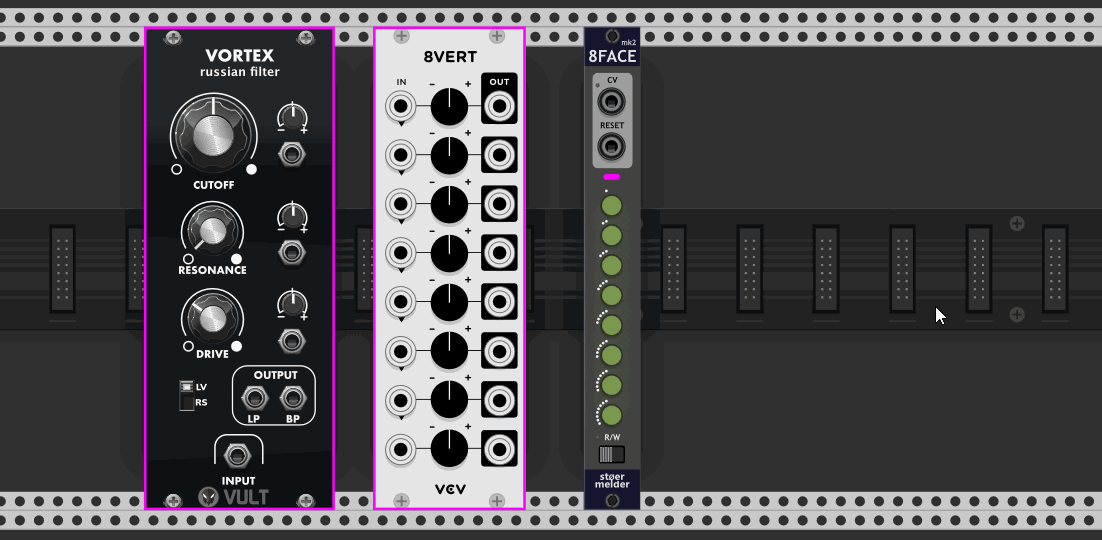 VORTEX
russian filter
CUTOFF
- +
RESONANCE
- +
DRIVE
- +
LV
RS
OUTPUT
LP BP
INPUT
VULT
8VERT
IN - + OUT
- +
- +
- +
- +
- +
- +
- +
VCV
mk2
8FACE
CV
RESET
R/W
støer
melder